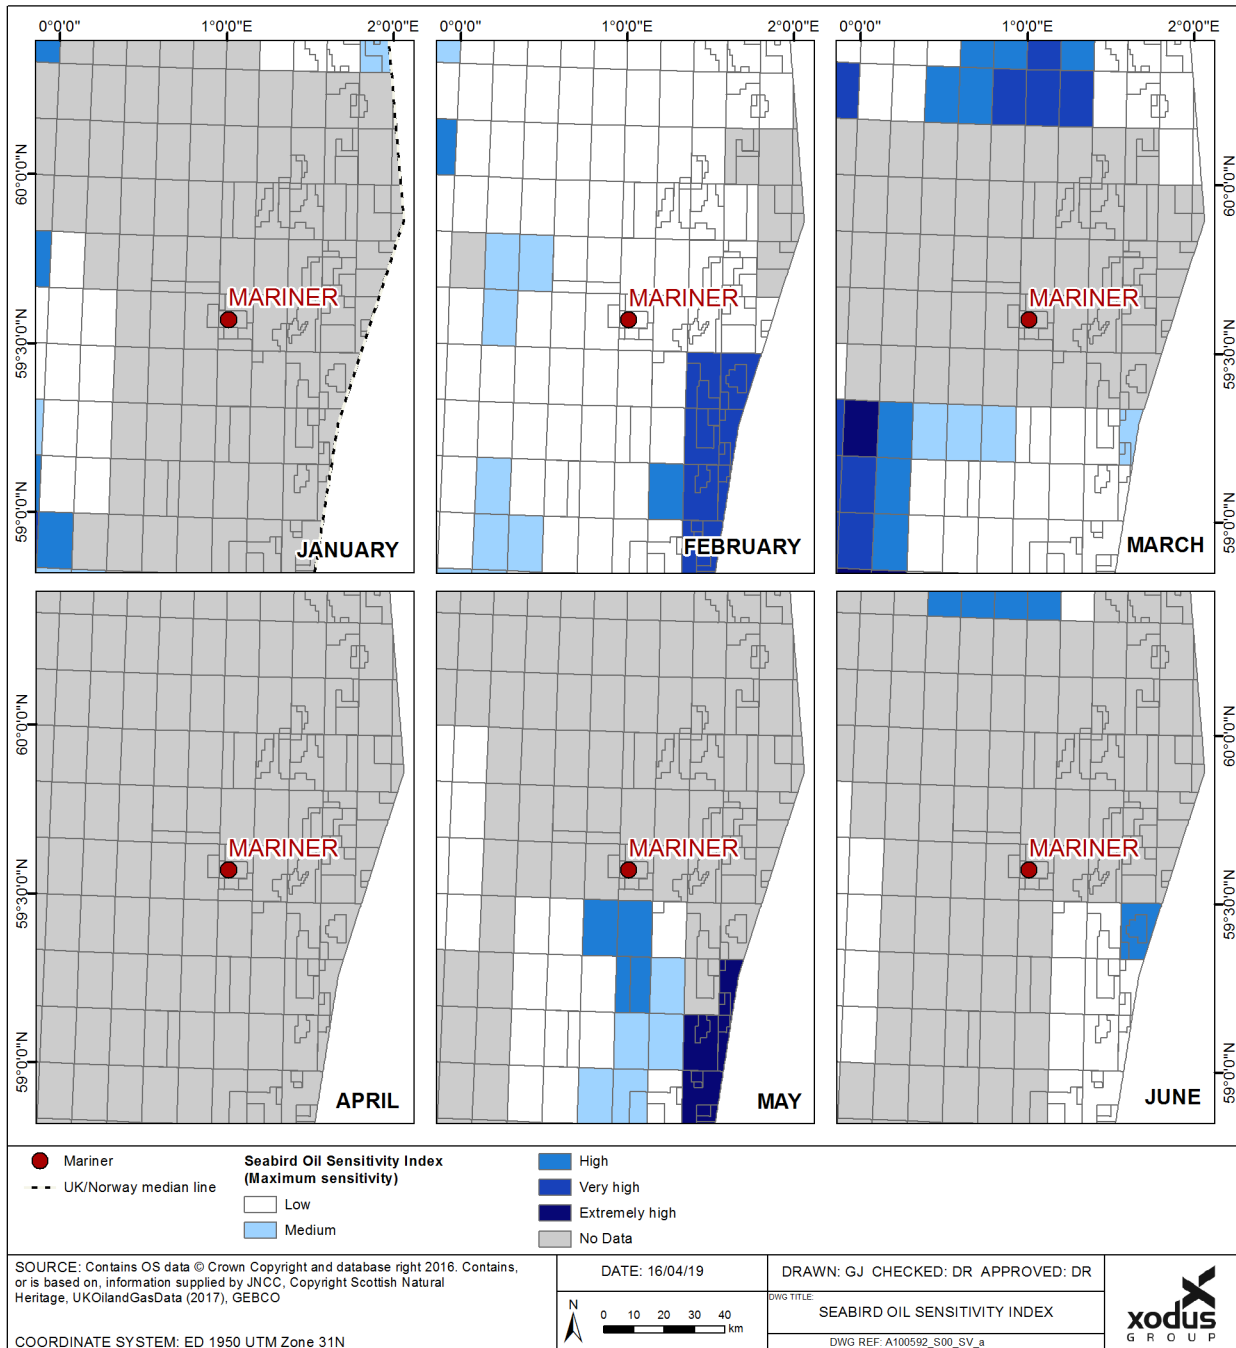 0°0'0"
1°0'0"E
2°0'0"E
0°0'0"
1°0'0"E
2°0'0"E
0°0'0"
1°0'0"E
2°0'0"E
60°0'0"N
59°30'0"N
59°0'0"N
MARINER
JANUARY
MARINER
FEBRUARY
MARINER
MARCH
60°0'0"N
59°30'0"N
59°0'0"N
60°0'0"N
59°30'0"N
59°0'0"N
MARINER
APRIL
MARINER
MAY
MARINER
JUNE
60°0'0"N
59°30'0"N
59°0'0"N
Mariner
UK/Norway median line
Seabird Oil Sensitivity Index
(Maximum sensitivity)
Low
Medium
High
Very high
Extremely high
No Data
SOURCE: Contains OS data © Crown Copyright and database right 2016. Contains,
or is based on, information supplied by JNCC, Copyright Scottish Natural
Heritage, UKOilandGasData (2017), GEBCO
COORDINATE SYSTEM: ED 1950 UTM Zone 31N
DATE: 16/04/19
N
0 10 20 30 40
km
DRAWN: GJ CHECKED: DR APPROVED: DR
DWG TITLE:
SEABIRD OIL SENSITIVITY INDEX
DWG REF: A100592_S00_SV_a
xodus
GROUP